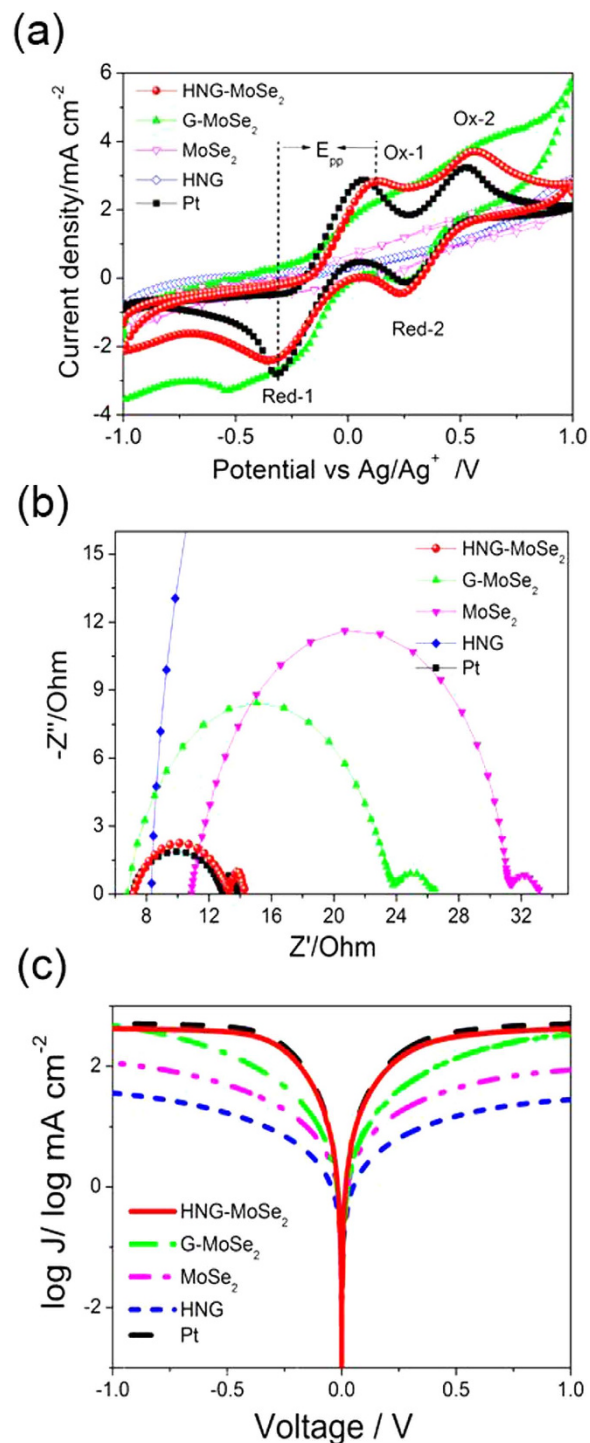 (a)
HNG-MoSe₂
G-MoSe₂
MoSe₂
HNG
Pt
Eₚₚ
Ox-1
Ox-2
Red-1
Red-2
6
4
2
0
-2
-4
Current density/mA cm⁻²
-1.0 -0.5 0.0 0.5 1.0
Potential vs Ag/Ag⁺ /V
(b)
HNG-MoSe₂
G-MoSe₂
MoSe₂
HNG
Pt
15
12
9
6
3
0
-Z''/Ohm
8 12 16 20 24 28 32
Z'/Ohm
(c)
2
0
-2
log J/ log mA cm⁻²
HNG-MoSe₂
G-MoSe₂
MoSe₂
HNG
Pt
-1.0 -0.5 0.0 0.5 1.0
Voltage / V